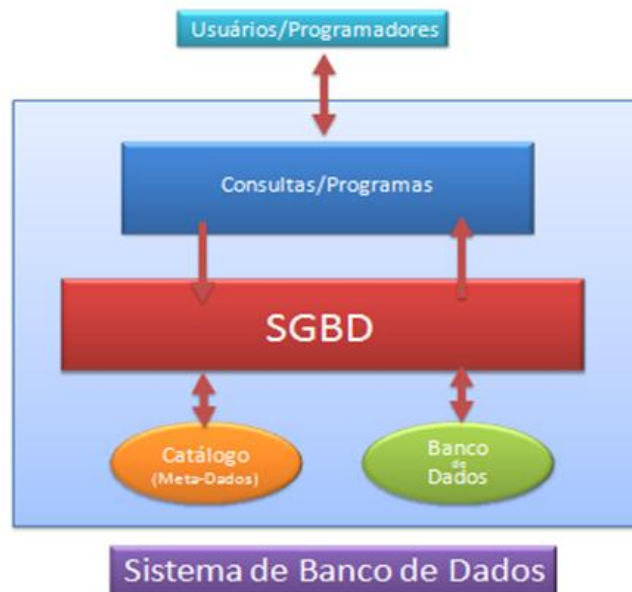 Usuários/Programadores
Consultas/Programas
SGBD
Catálogo
(Meta-Dados)
Banco
de
Dados
Sistema de Banco de Dados